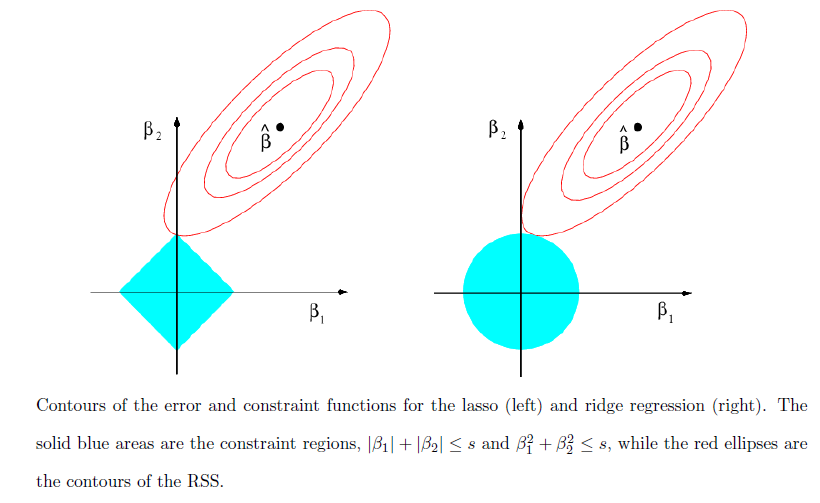 β₂
β̂
β₁
β₂
β̂
β₁
Contours of the error and constraint functions for the lasso (left) and ridge regression (right). The
solid blue areas are the constraint regions, |β₁| + |β₂| ≤ s and β₁² + β₂² ≤ s, while the red ellipses are
the contours of the RSS.